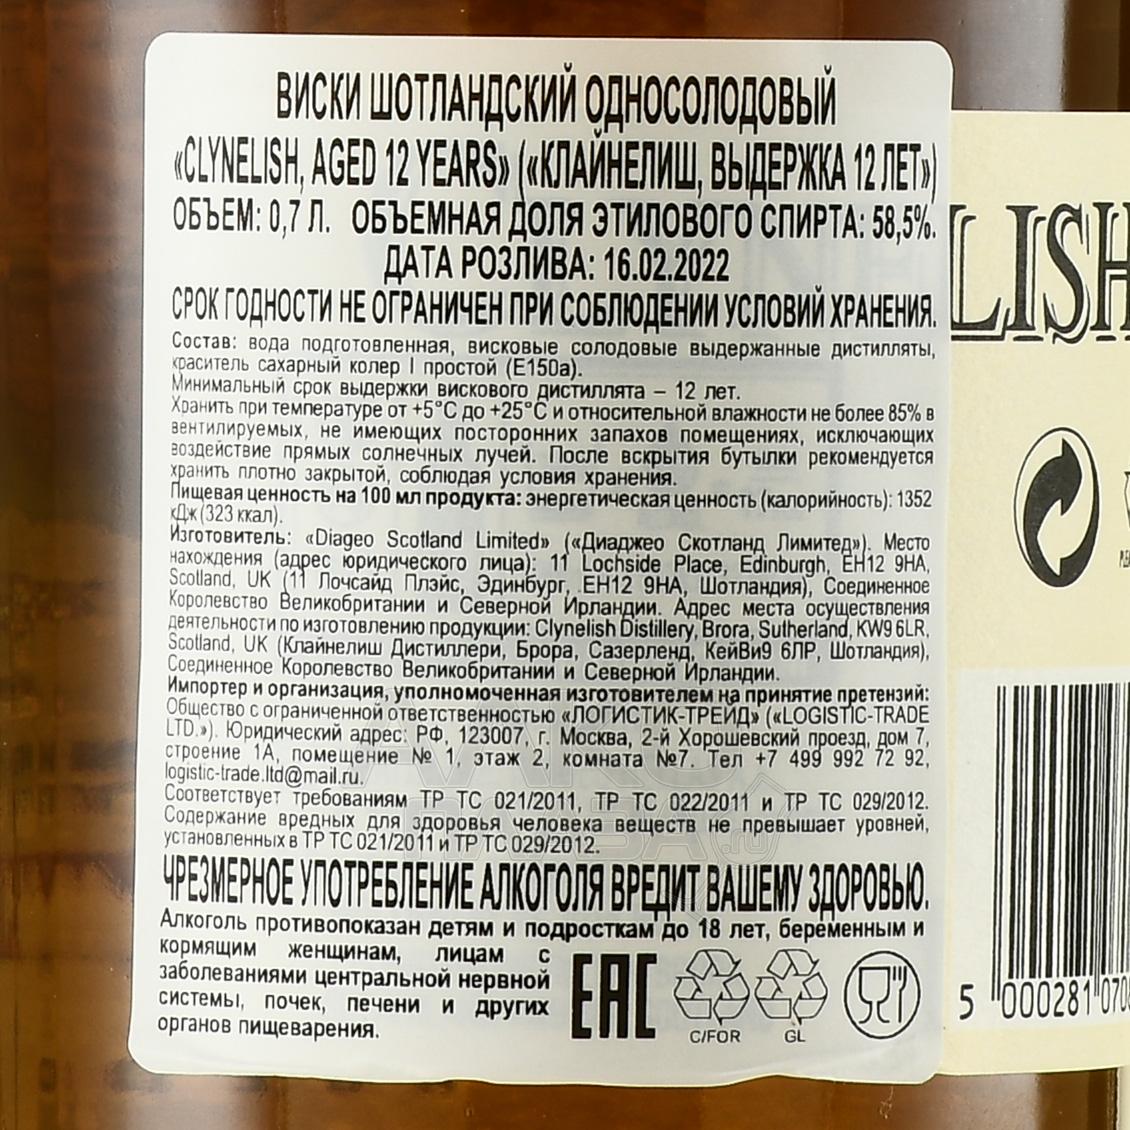 ВИСКИ ШОТЛАНДСКИЙ ОДНОСОЛОДОВЫЙ
«CLYNELISH, AGED 12 YEARS» («КЛАЙНЕЛИШ, ВЫДЕРЖКА 12 ЛЕТ»)
ОБЪЕМ: 0,7 Л. ОБЪЕМНАЯ ДОЛЯ ЭТИЛОВОГО СПИРТА: 58,5%.
ДАТА РОЗЛИВА: 16.02.2022
СРОК ГОДНОСТИ НЕ ОГРАНИЧЕН ПРИ СОБЛЮДЕНИИ УСЛОВИЙ ХРАНЕНИЯ.
Состав: вода подготовленная, висковые солодовые выдержанные дистилляты,
краситель сахарный колер I простой (Е150а).
Минимальный срок выдержки вискового дистиллята – 12 лет.
Хранить при температуре от +5°С до +25°С и относительной влажности не более 85% в
вентилируемых, не имеющих посторонних запахов помещениях, исключающих
воздействие прямых солнечных лучей. После вскрытия бутылки рекомендуется
хранить плотно закрытой, соблюдая условия хранения.
Пищевая ценность на 100 мл продукта: энергетическая ценность (калорийность): 1352
кДж (323 ккал).
Изготовитель: «Diageo Scotland Limited» («Диаджео Скотланд Лимитед»). Место
нахождения (адрес юридического лица): 11 Lochside Place, Edinburgh, EH12 9HA,
Scotland, UK (11 Лочсайд Плэйс, Эдинбург, ЕН12 9НА, Шотландия), Соединенное
Королевство Великобритании и Северной Ирландии. Адрес места осуществления
деятельности по изготовлению продукции: Clynelish Distillery, Brora, Sutherland, KW9 6LR,
Scotland, UK (Клайнелиш Дистиллери, Брора, Сазерленд, КейВи9 6ЛР, Шотландия),
Соединенное Королевство Великобритании и Северной Ирландии.
Импортер и организация, уполномоченная изготовителем на принятие претензий:
Общество с ограниченной ответственностью «ЛОГИСТИК-ТРЕЙД» («LOGISTIC-TRADE
LTD.»). Юридический адрес: РФ, 123007, г. Москва, 2-й Хорошевский проезд, дом 7,
строение 1А, помещение № 1, этаж 2, комната №7. Тел +7 499 992 72 92,
logistic-trade.ltd@mail.ru.
Соответствует требованиям ТР ТС 021/2011, ТР ТС 022/2011 и ТР ТС 029/2012.
Содержание вредных для здоровья человека веществ не превышает уровней,
установленных в ТР ТС 021/2011 и ТР ТС 029/2012.
ЧРЕЗМЕРНОЕ УПОТРЕБЛЕНИЕ АЛКОГОЛЯ ВРЕДИТ ВАШЕМУ ЗДОРОВЬЮ.
Алкоголь противопоказан детям и подросткам до 18 лет, беременным и
кормящим женщинам, лицам с
заболеваниями центральной нервной
системы, почек, печени и других
органов пищеварения.
EAC
C/FOR
GL
LISH
5 000281 070